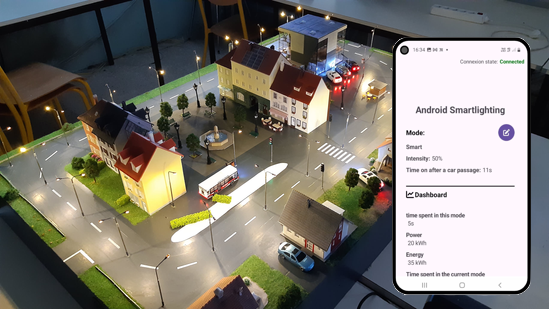 16:34
Connexion state: Connected
Android Smartlighting
Mode:
Smart
Intensity: 50%
Time on after a car passage: 11s
Dashboard
time spent in this mode
5s
Power
20 kWh
Energy
35 kWh
Time spent in the current mode